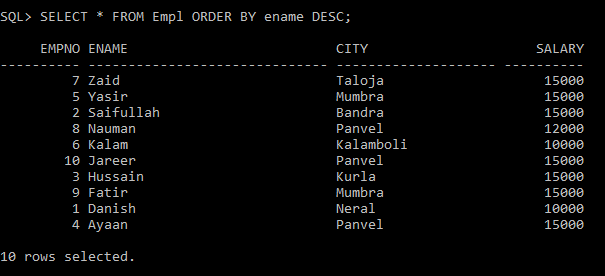 SQL> SELECT * FROM Empl ORDER BY ename DESC;
EMPNO ENAME CITY SALARY
---------- ------------------------------ -------------------- ----------
7 Zaid Taloja 15000
5 Yasir Mumbra 15000
2 Saifullah Bandra 15000
8 Nauman Panvel 12000
6 Kalam Kalamboli 10000
10 Jareer Panvel 15000
3 Hussain Kurla 15000
9 Fatir Mumbra 15000
1 Danish Neral 10000
4 Ayaan Panvel 15000
10 rows selected.